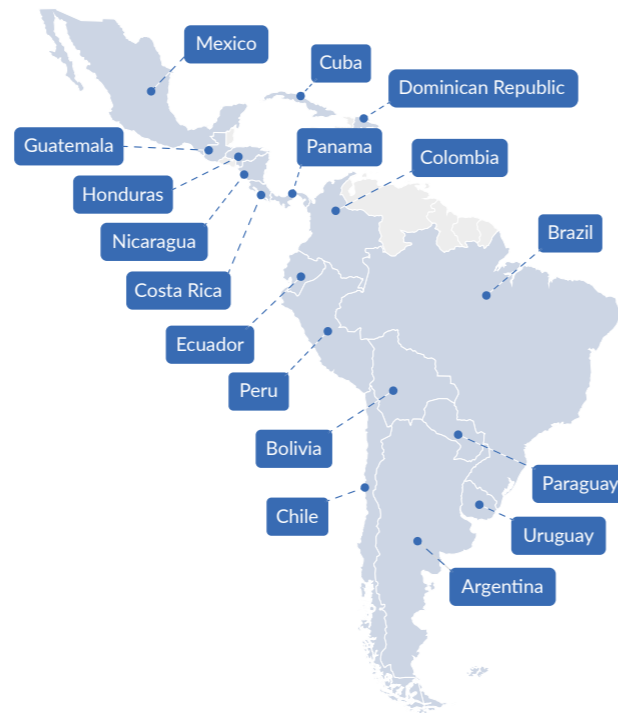 Mexico
Cuba
Dominican Republic
Guatemala
Panama
Colombia
Honduras
Nicaragua
Brazil
Costa Rica
Ecuador
Peru
Bolivia
Paraguay
Chile
Uruguay
Argentina